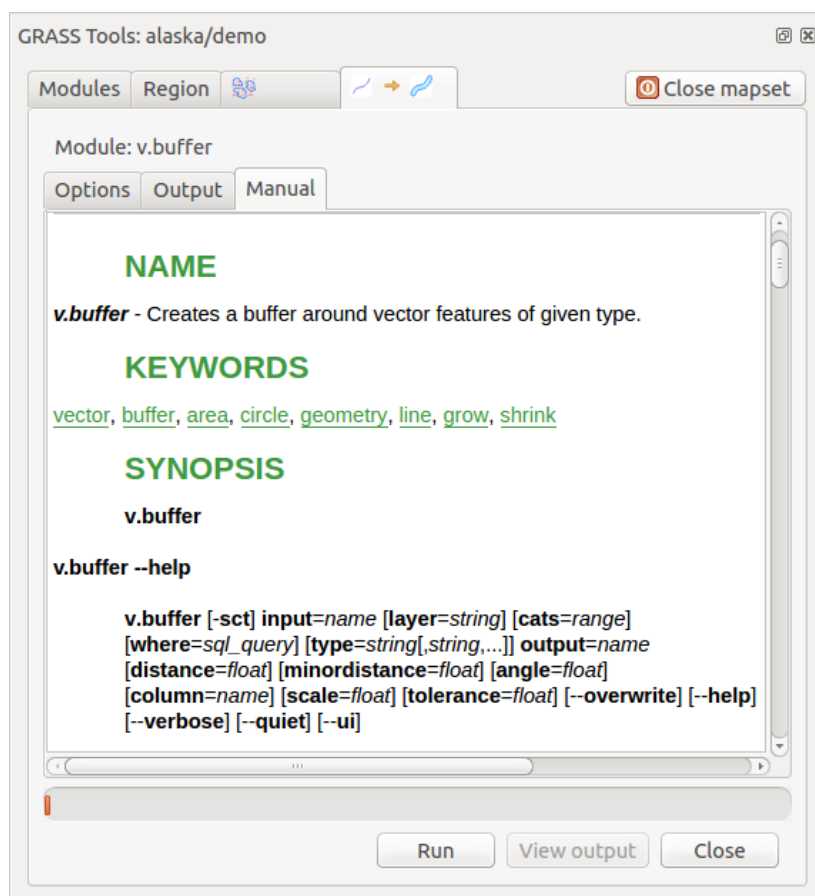 GRASS Tools: alaska/demo
Modules Region Close mapset
Module: v.buffer
Options Output Manual
NAME
v.buffer - Creates a buffer around vector features of given type.
KEYWORDS
vector, buffer, area, circle, geometry, line, grow, shrink
SYNOPSIS
v.buffer
v.buffer --help
v.buffer [-sct] input=name [layer=string] [cats=range]
[where=sql_query] [type=string[,string,...]] output=name
[distance=float] [minordistance=float] [angle=float]
[column=name] [scale=float] [tolerance=float] [--overwrite] [--help]
[--verbose] [--quiet] [--ui]
Run View output Close